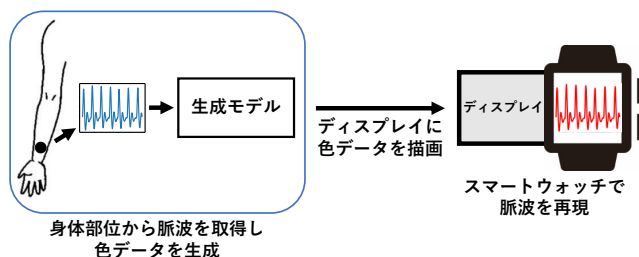 生成モデル
ディスプレイ
ディスプレイに
色データを描画
スマートウォッチで
脈波を再現
身体部位から脈波を取得し
色データを生成